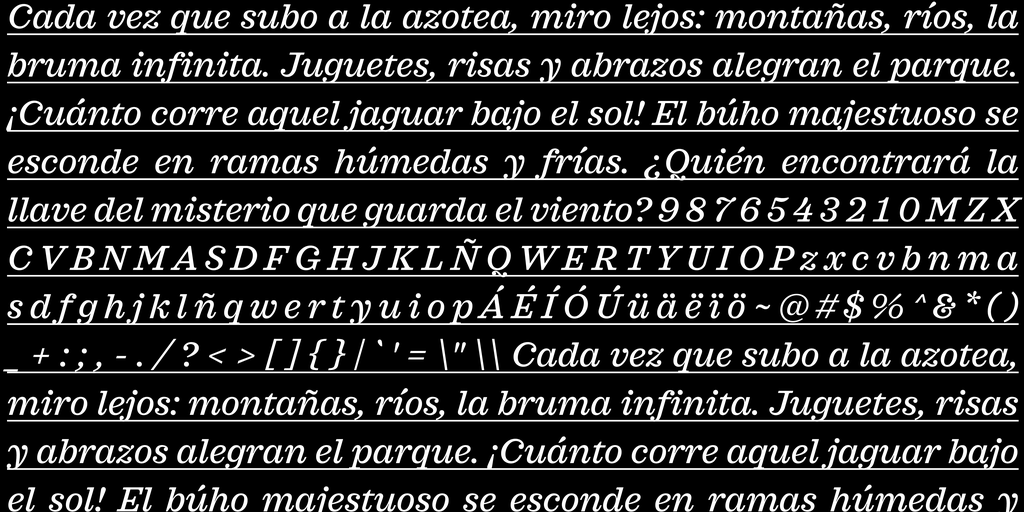 Cada vez que subo a la azotea, miro lejos: montañas, ríos, la
bruma infinita. Juguetes, risas y abrazos alegran el parque.
¡Cuánto corre aquel jaguar bajo el sol! El búho majestuoso se
esconde en ramas húmedas y frías. ¿Quién encontrará la
llave del misterio que guarda el viento? 9 8 7 6 5 4 3 2 1 0 M Z X
C V B N M A S D F G H J K L Ñ Q W E R T Y U I O P z x c v b n m a
s d f g h j k l ñ q w e r t y u i o p Á É Í Ó Ú ü ä ë ï ö ~ @ # $ % ^ & * ( )
_ + : ; , - . / ? < > [ ] { } | ` ' = \" \\ Cada vez que subo a la azotea,
miro lejos: montañas, ríos, la bruma infinita. Juguetes, risas
y abrazos alegran el parque. ¡Cuánto corre aquel jaguar bajo
el sol! El búho majestuoso se esconde en ramas húmedas y